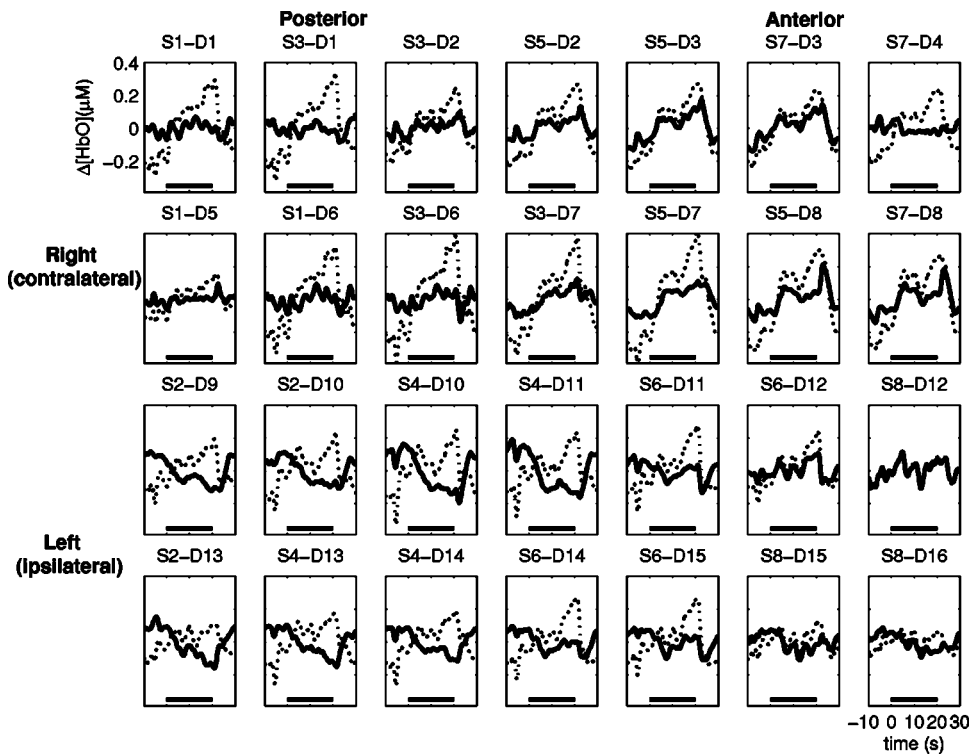 Posterior Anterior
S1−D1 S3−D1 S3−D2 S5−D2 S5−D3 S7−D3 S7−D4
0.4
0.2
0
−0.2
Δ[HbO](μM)
S1−D5 S1−D6 S3−D6 S3−D7 S5−D7 S5−D8 S7−D8
Right
(contralateral)
S2−D9 S2−D10 S4−D10 S4−D11 S6−D11 S6−D12 S8−D12
Left
(ipsilateral)
S2−D13 S4−D13 S4−D14 S6−D14 S6−D15 S8−D15 S8−D16
−10 0 10 20 30
time (s)